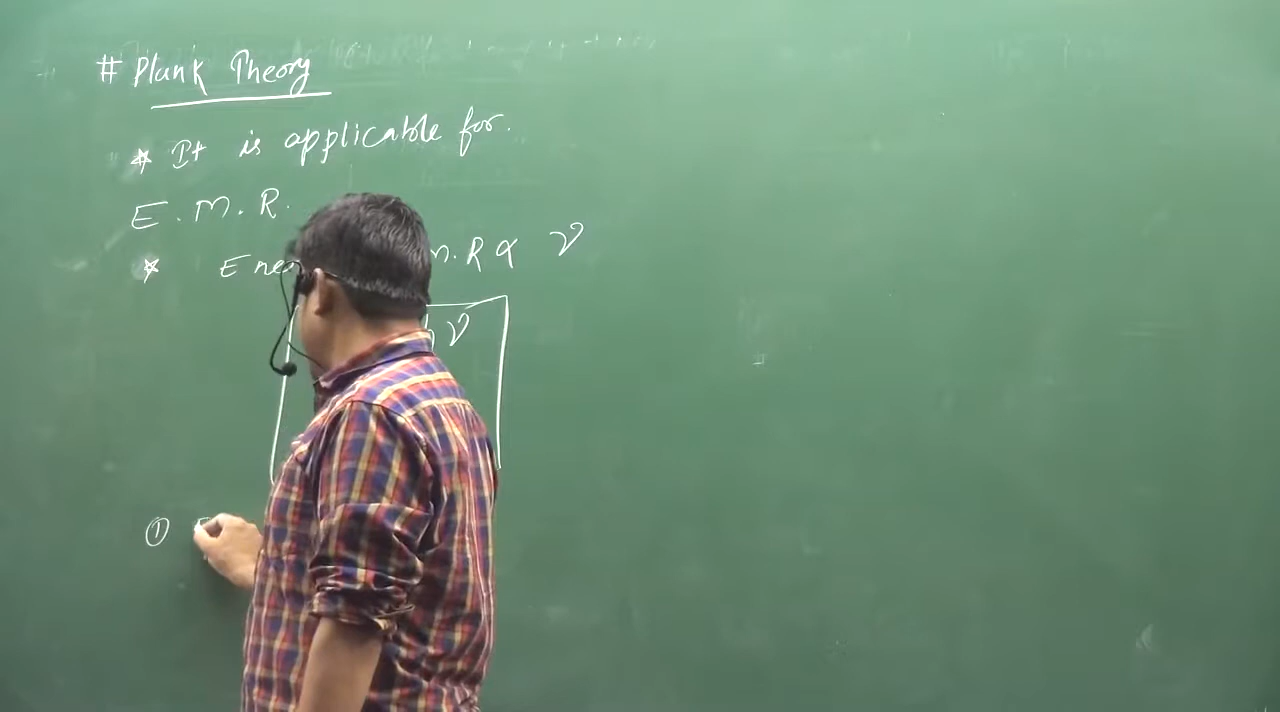 # Plank Theory
* It is applicable for.
E. M. R.
* M. R ∝ ν
ν
①